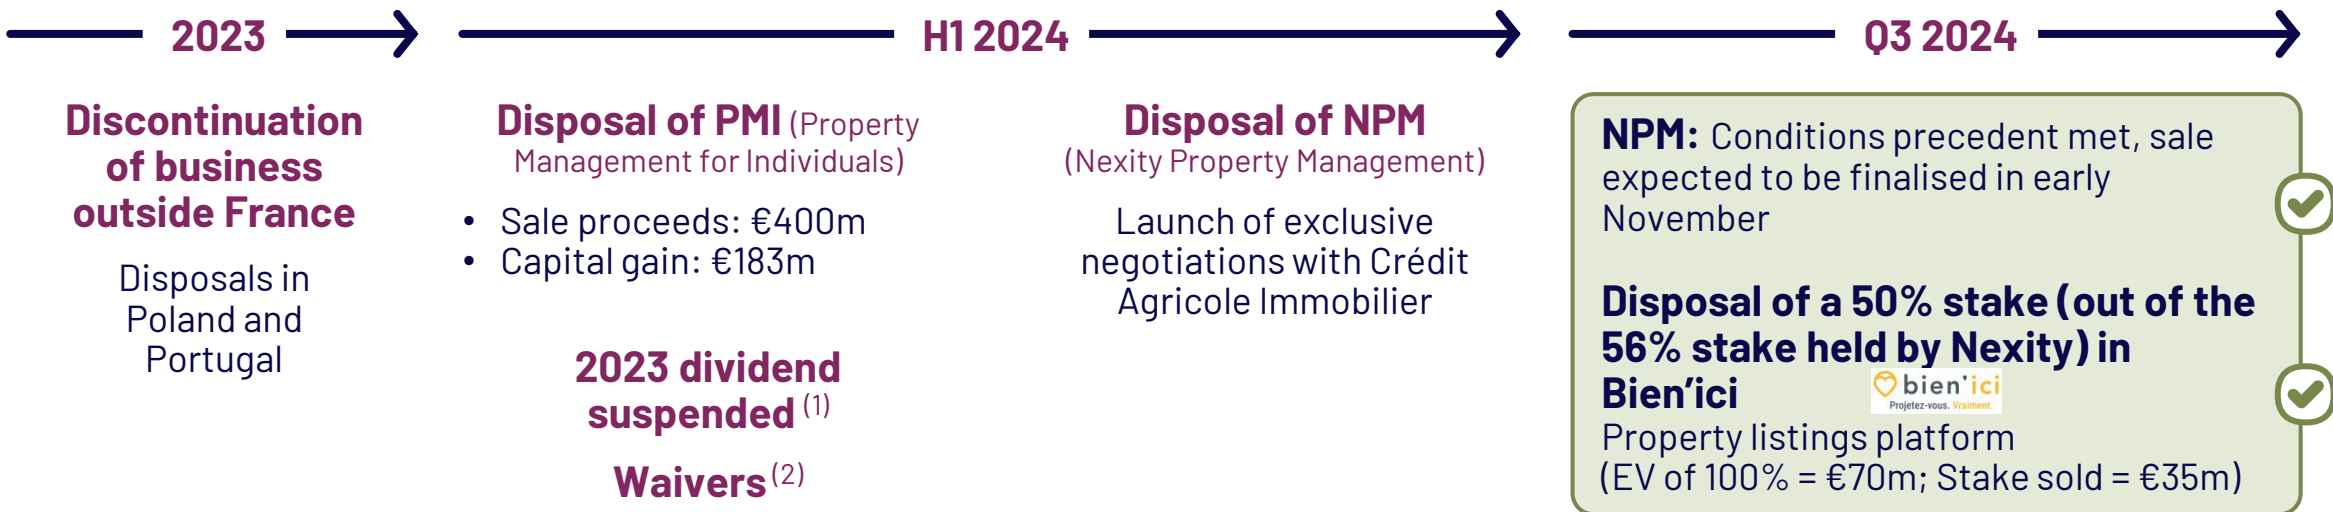 2023
Discontinuation
of business
outside France
Disposals in
Poland and
Portugal
H1 2024
Disposal of PMI (Property
Management for Individuals)
• Sale proceeds: €400m
• Capital gain: €183m
2023 dividend
suspended (1)
Waivers (2)
Disposal of NPM
(Nexity Property Management)
Launch of exclusive
negotiations with Crédit
Agricole Immobilier
Q3 2024
NPM: Conditions precedent met, sale
expected to be finalised in early
November
Disposal of a 50% stake (out of the
56% stake held by Nexity) in
Bien’ici
bien'ici
Projetez-vous. Vraiment.
Property listings platform
(EV of 100% = €70m; Stake sold = €35m)